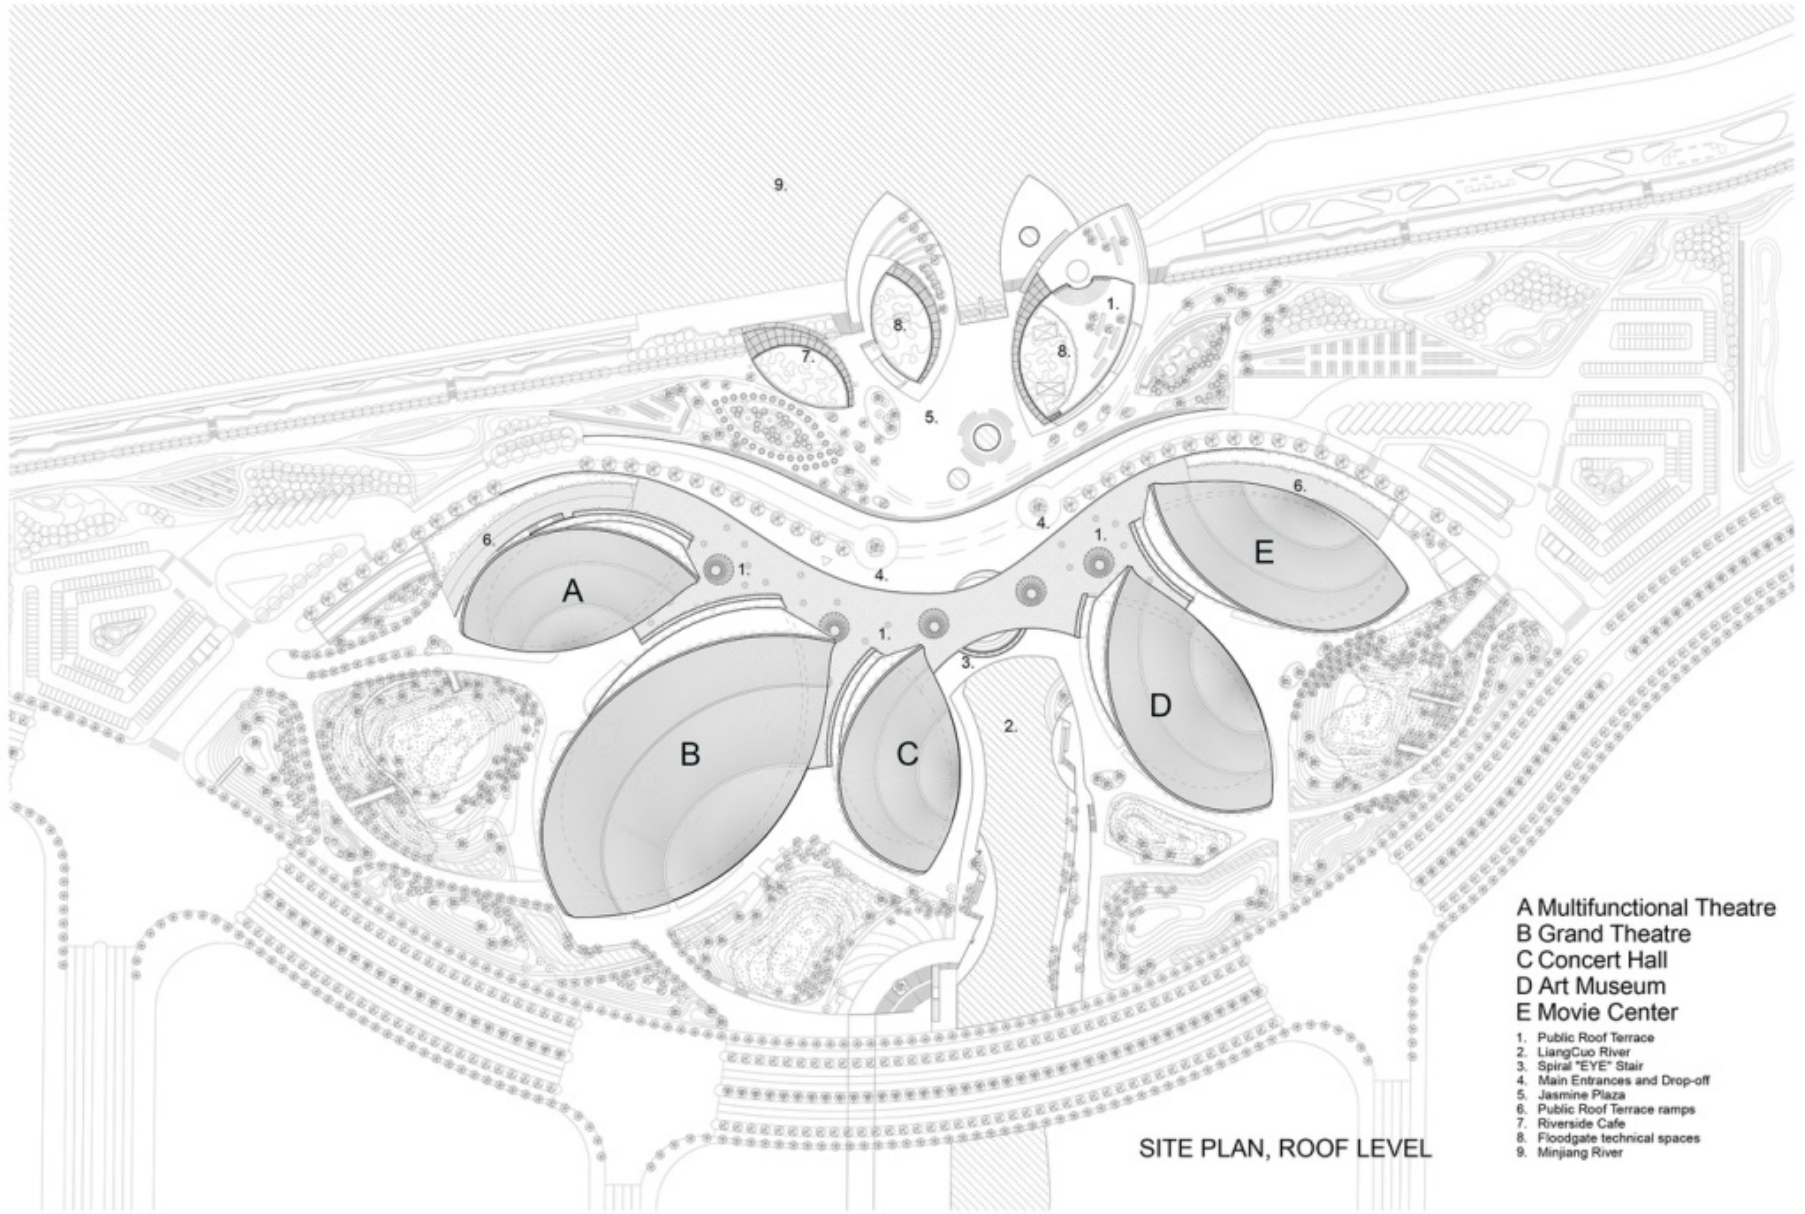 9.
8.
1.
7.
8.
5.
6.
4.
6.
1.
E
1.
4.
A
1.
3.
D
2.
B
C
A Multifunctional Theatre
B Grand Theatre
C Concert Hall
D Art Museum
E Movie Center
1. Public Roof Terrace
2. LiangCuo River
3. Spiral "EYE" Stair
4. Main Entrances and Drop-off
5. Jasmine Plaza
6. Public Roof Terrace ramps
7. Riverside Cafe
8. Floodgate technical spaces
9. Minjiang River
SITE PLAN, ROOF LEVEL